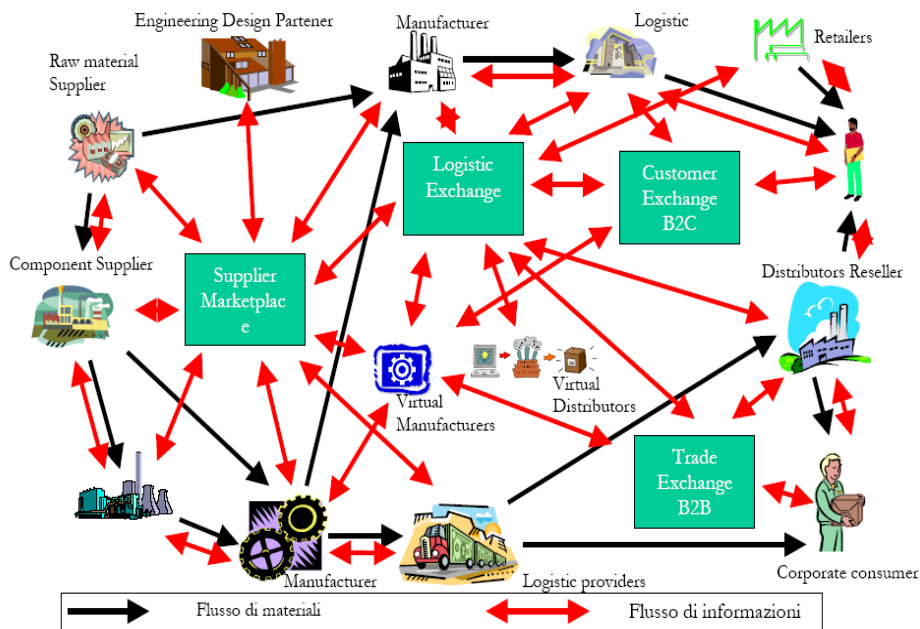 Engineering Design Partener
Manufacturer
Logistic
Retailers
Raw material
Supplier
Logistic
Exchange
Customer
Exchange
B2C
Component Supplier
Supplier
Marketplac
e
Distributors Reseller
Virtual
Manufacturers
Virtual
Distributors
Trade
Exchange
B2B
Manufacturer
Logistic providers
Corporate consumer
Flusso di materiali
Flusso di informazioni